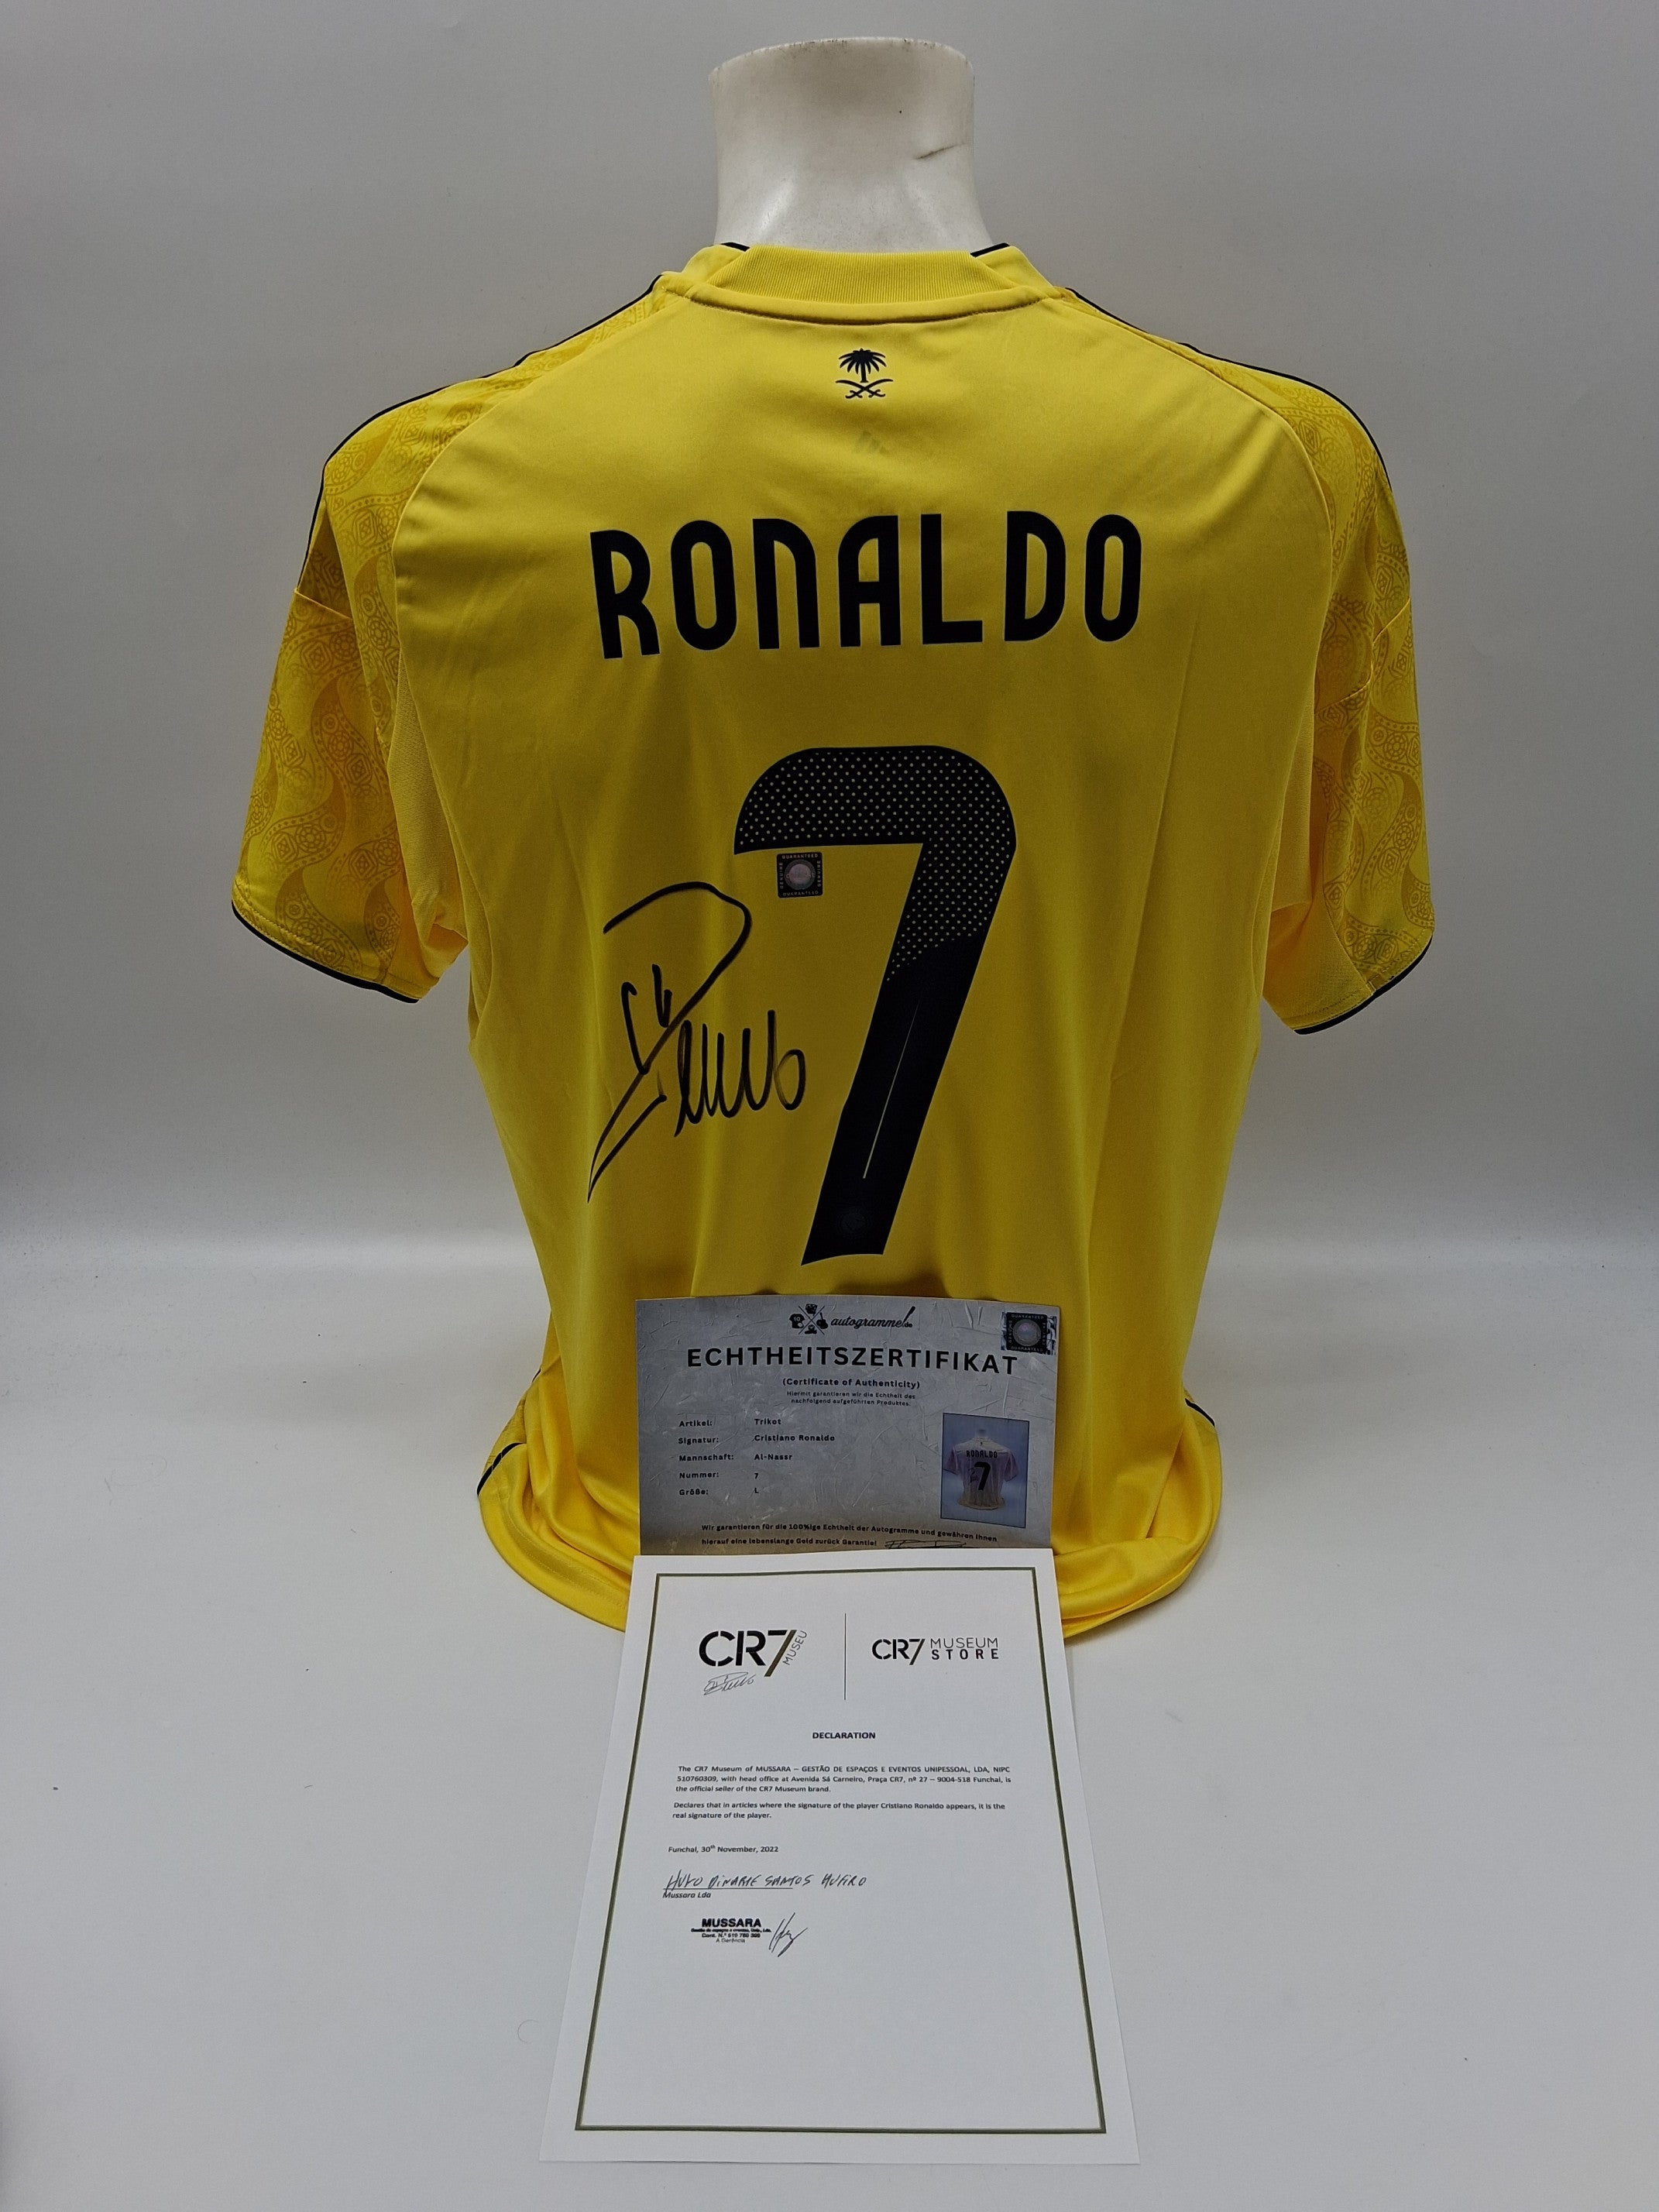 RONALDO
7
autogramme.de
ECHTHEITSZERTIFIKAT
(Certificate of Authenticity)
Hiermit garantieren wir die Echtheit des
nachfolgend aufgeführten Produktes.
Artikel: Trikot
Signatur: Cristiano Ronaldo
Mannschaft: Al-Nassr
Nummer: 7
Größe: L
RONALDO
7
Wir garantieren für die 100%ige Echtheit der Autogramme und gewähren Ihnen
hierauf eine lebenslange Geld zurück Garantie!
CR7 MUSEU
CR7 MUSEUM STORE
DECLARATION
The CR7 Museum of MUSSARA – GESTÃO DE ESPAÇOS E EVENTOS UNIPESSOAL, LDA, NIPC
510760309, with head office at Avenida Sá Carneiro, Praça CR7, nº 27 – 9004-518 Funchal, is
the official seller of the CR7 Museum brand.
Declares that in articles where the signature of the player Cristiano Ronaldo appears, it is the
real signature of the player.
Funchal, 30th November, 2022
Mussara Lda
MUSSARA
A Gerência